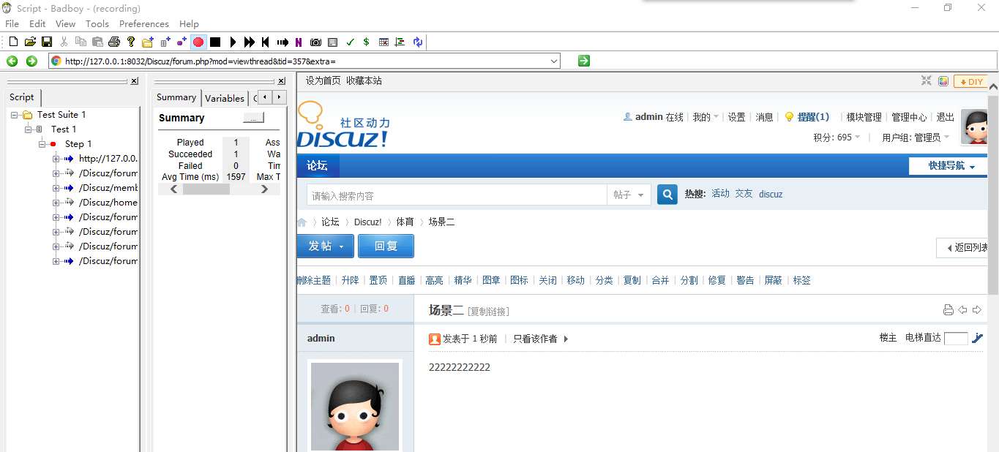 Script - Badboy - (recording)
File Edit View Tools Preferences Help
http://127.0.0.1:8032/Discuz/forum.php?mod=viewthread&tid=357&extra=
Script
Test Suite 1
Test 1
Step 1
http://127.0.0.
/Discuz/forum
/Discuz/memb
/Discuz/home
/Discuz/forum
/Discuz/forum
/Discuz/forum
/Discuz/forum
Summary Variables
Summary ...
Played 1 Ass
Succeeded 1 Wa
Failed 0 Tim
Avg Time (ms) 1597 Max T
设为首页 收藏本站 DIY
社区动力
DISCUZ!
admin 在线 我的 设置 消息 提醒(1) 模块管理 管理中心 退出
积分: 695 用户组: 管理员
论坛 快捷导航
请输入搜索内容 帖子 热搜: 活动 交友 discuz
论坛 Discuz! 体育 场景二
发帖 回复 返回列表
删除主题 升降 置顶 直播 高亮 精华 图章 图标 关闭 移动 分类 复制 合并 分割 修复 警告 屏蔽 标签
查看: 0 回复: 0 场景二 [复制链接]
admin 发表于 1 秒前 只看该作者 楼主 电梯直达
22222222222